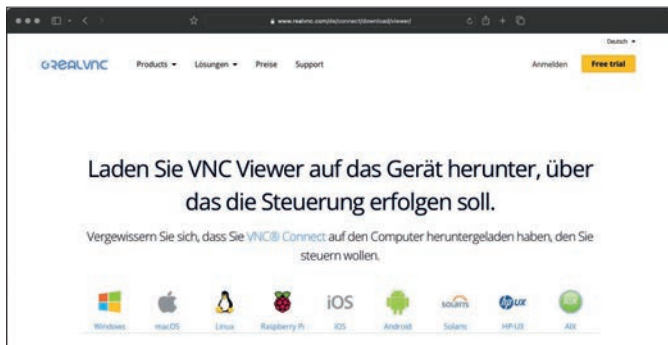 www.realvnc.com/de/connect/download/viewer/
Deutsch
REALVNC Products Lösungen Preise Support Anmelden Free trial
Laden Sie VNC Viewer auf das Gerät herunter, über
das die Steuerung erfolgen soll.
Vergewissern Sie sich, dass Sie VNC® Connect auf den Computer heruntergeladen haben, den Sie
steuern wollen.
iOS solaris hp UX
Windows macOS Linux Raspberry Pi iOS Android Solaris HP-UX AIX